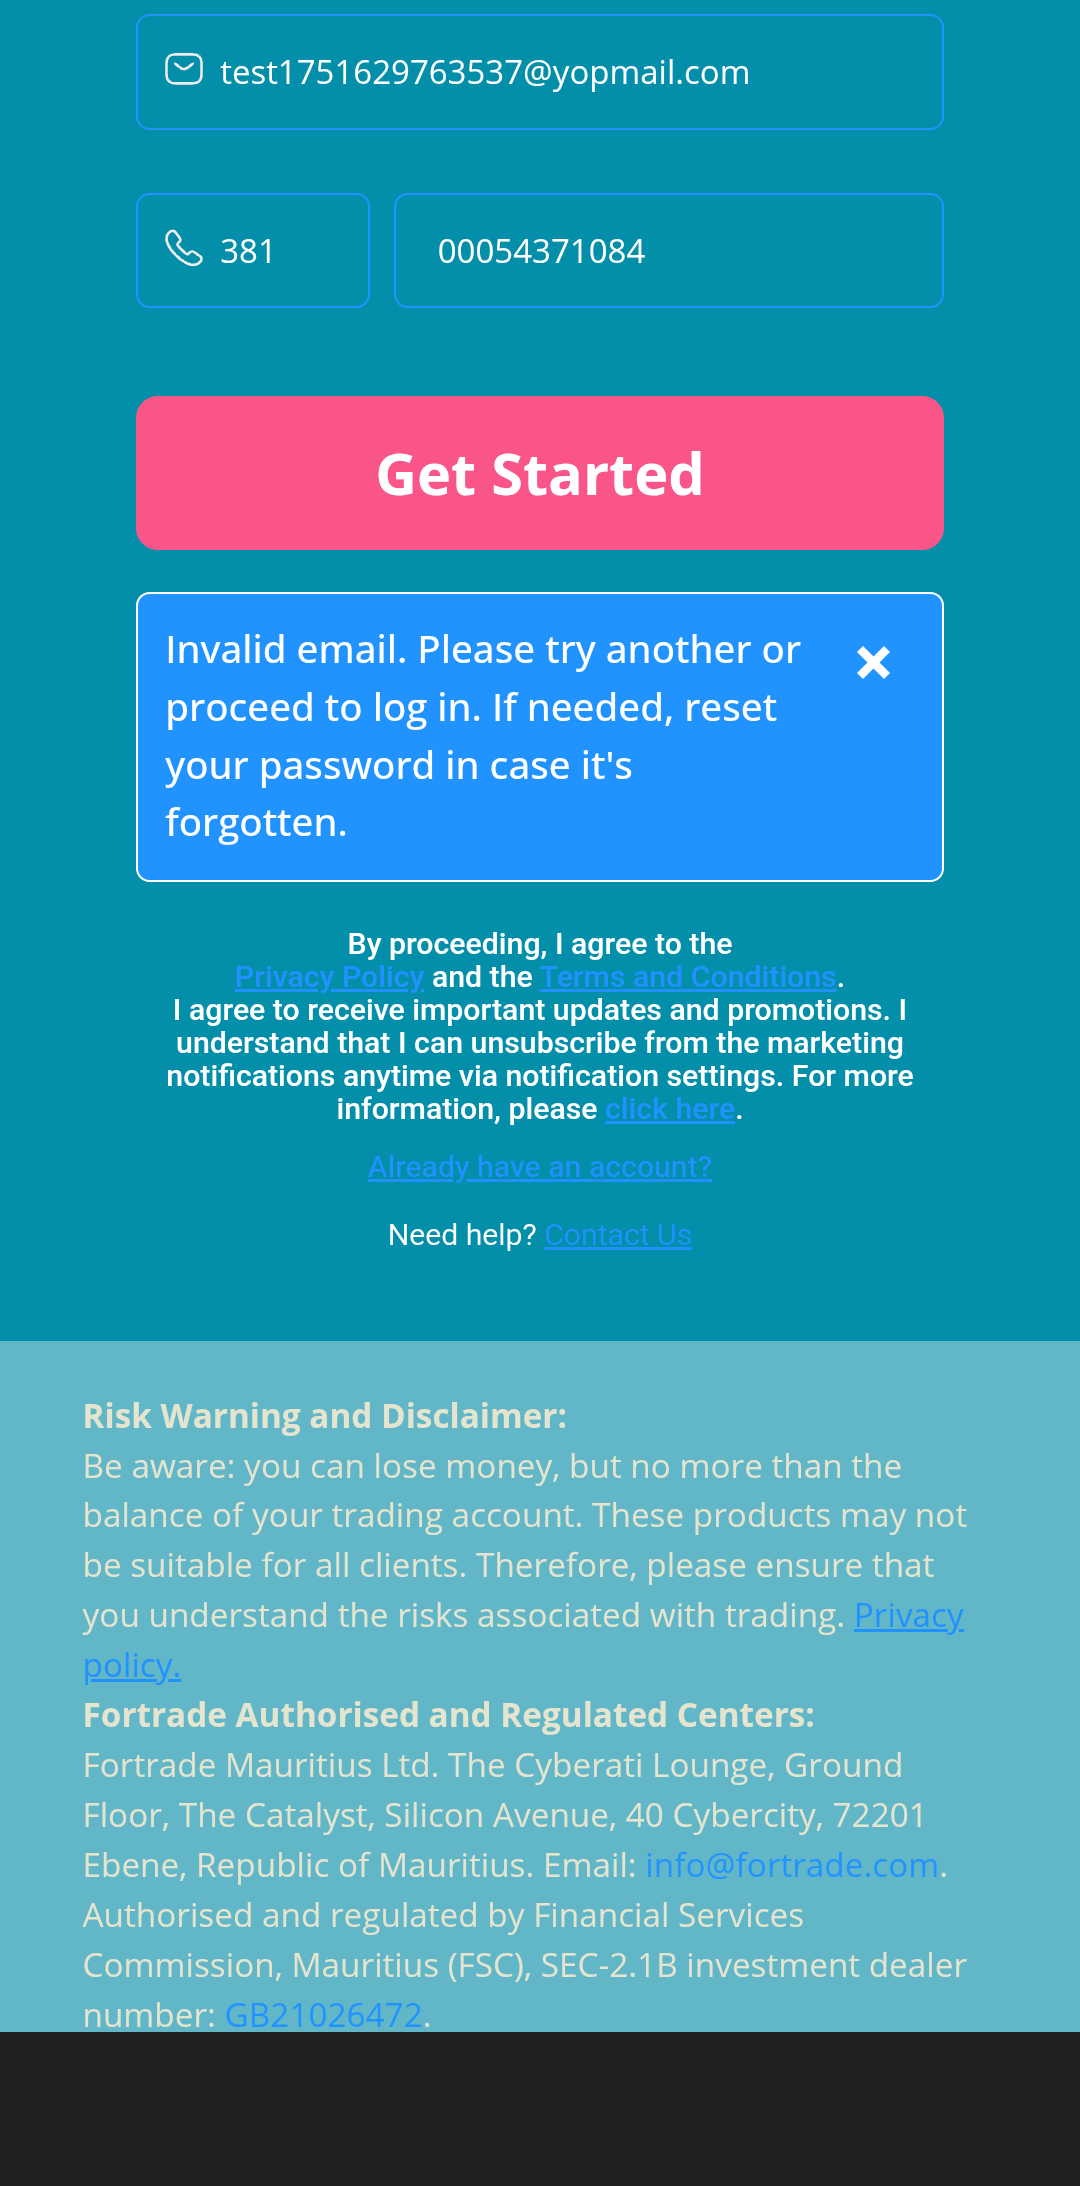 test1751629763537@yopmail.com
381
00054371084
Get Started
Invalid email. Please try another or
proceed to log in. If needed, reset
your password in case it's
forgotten.
By proceeding, I agree to the
Privacy Policy and the Terms and Conditions.
I agree to receive important updates and promotions. I
understand that I can unsubscribe from the marketing
notifications anytime via notification settings. For more
information, please click here.
Already have an account?
Need help? Contact Us
Risk Warning and Disclaimer:
Be aware: you can lose money, but no more than the
balance of your trading account. These products may not
be suitable for all clients. Therefore, please ensure that
you understand the risks associated with trading. Privacy
policy.
Fortrade Authorised and Regulated Centers:
Fortrade Mauritius Ltd. The Cyberati Lounge, Ground
Floor, The Catalyst, Silicon Avenue, 40 Cybercity, 72201
Ebene, Republic of Mauritius. Email: info@fortrade.com.
Authorised and regulated by Financial Services
Commission, Mauritius (FSC), SEC-2.1B investment dealer
number: GB21026472.